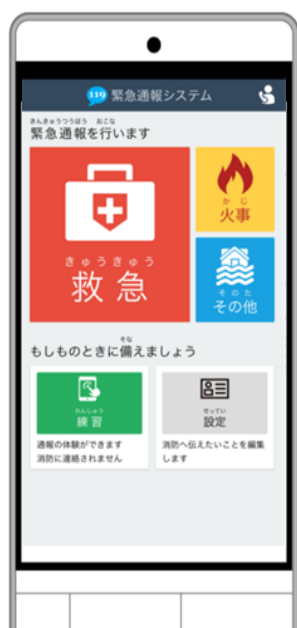 119 緊急通報システム
きんきゅうつうほう おこな
緊急通報を行います
きゅうきゅう
救急
かじ
火事
そのた
その他
そな
もしものときに備えましょう
れんしゅう
練習
通報の体験ができます
消防に連絡されません
せってい
設定
消防へ伝えたいことを編集
します